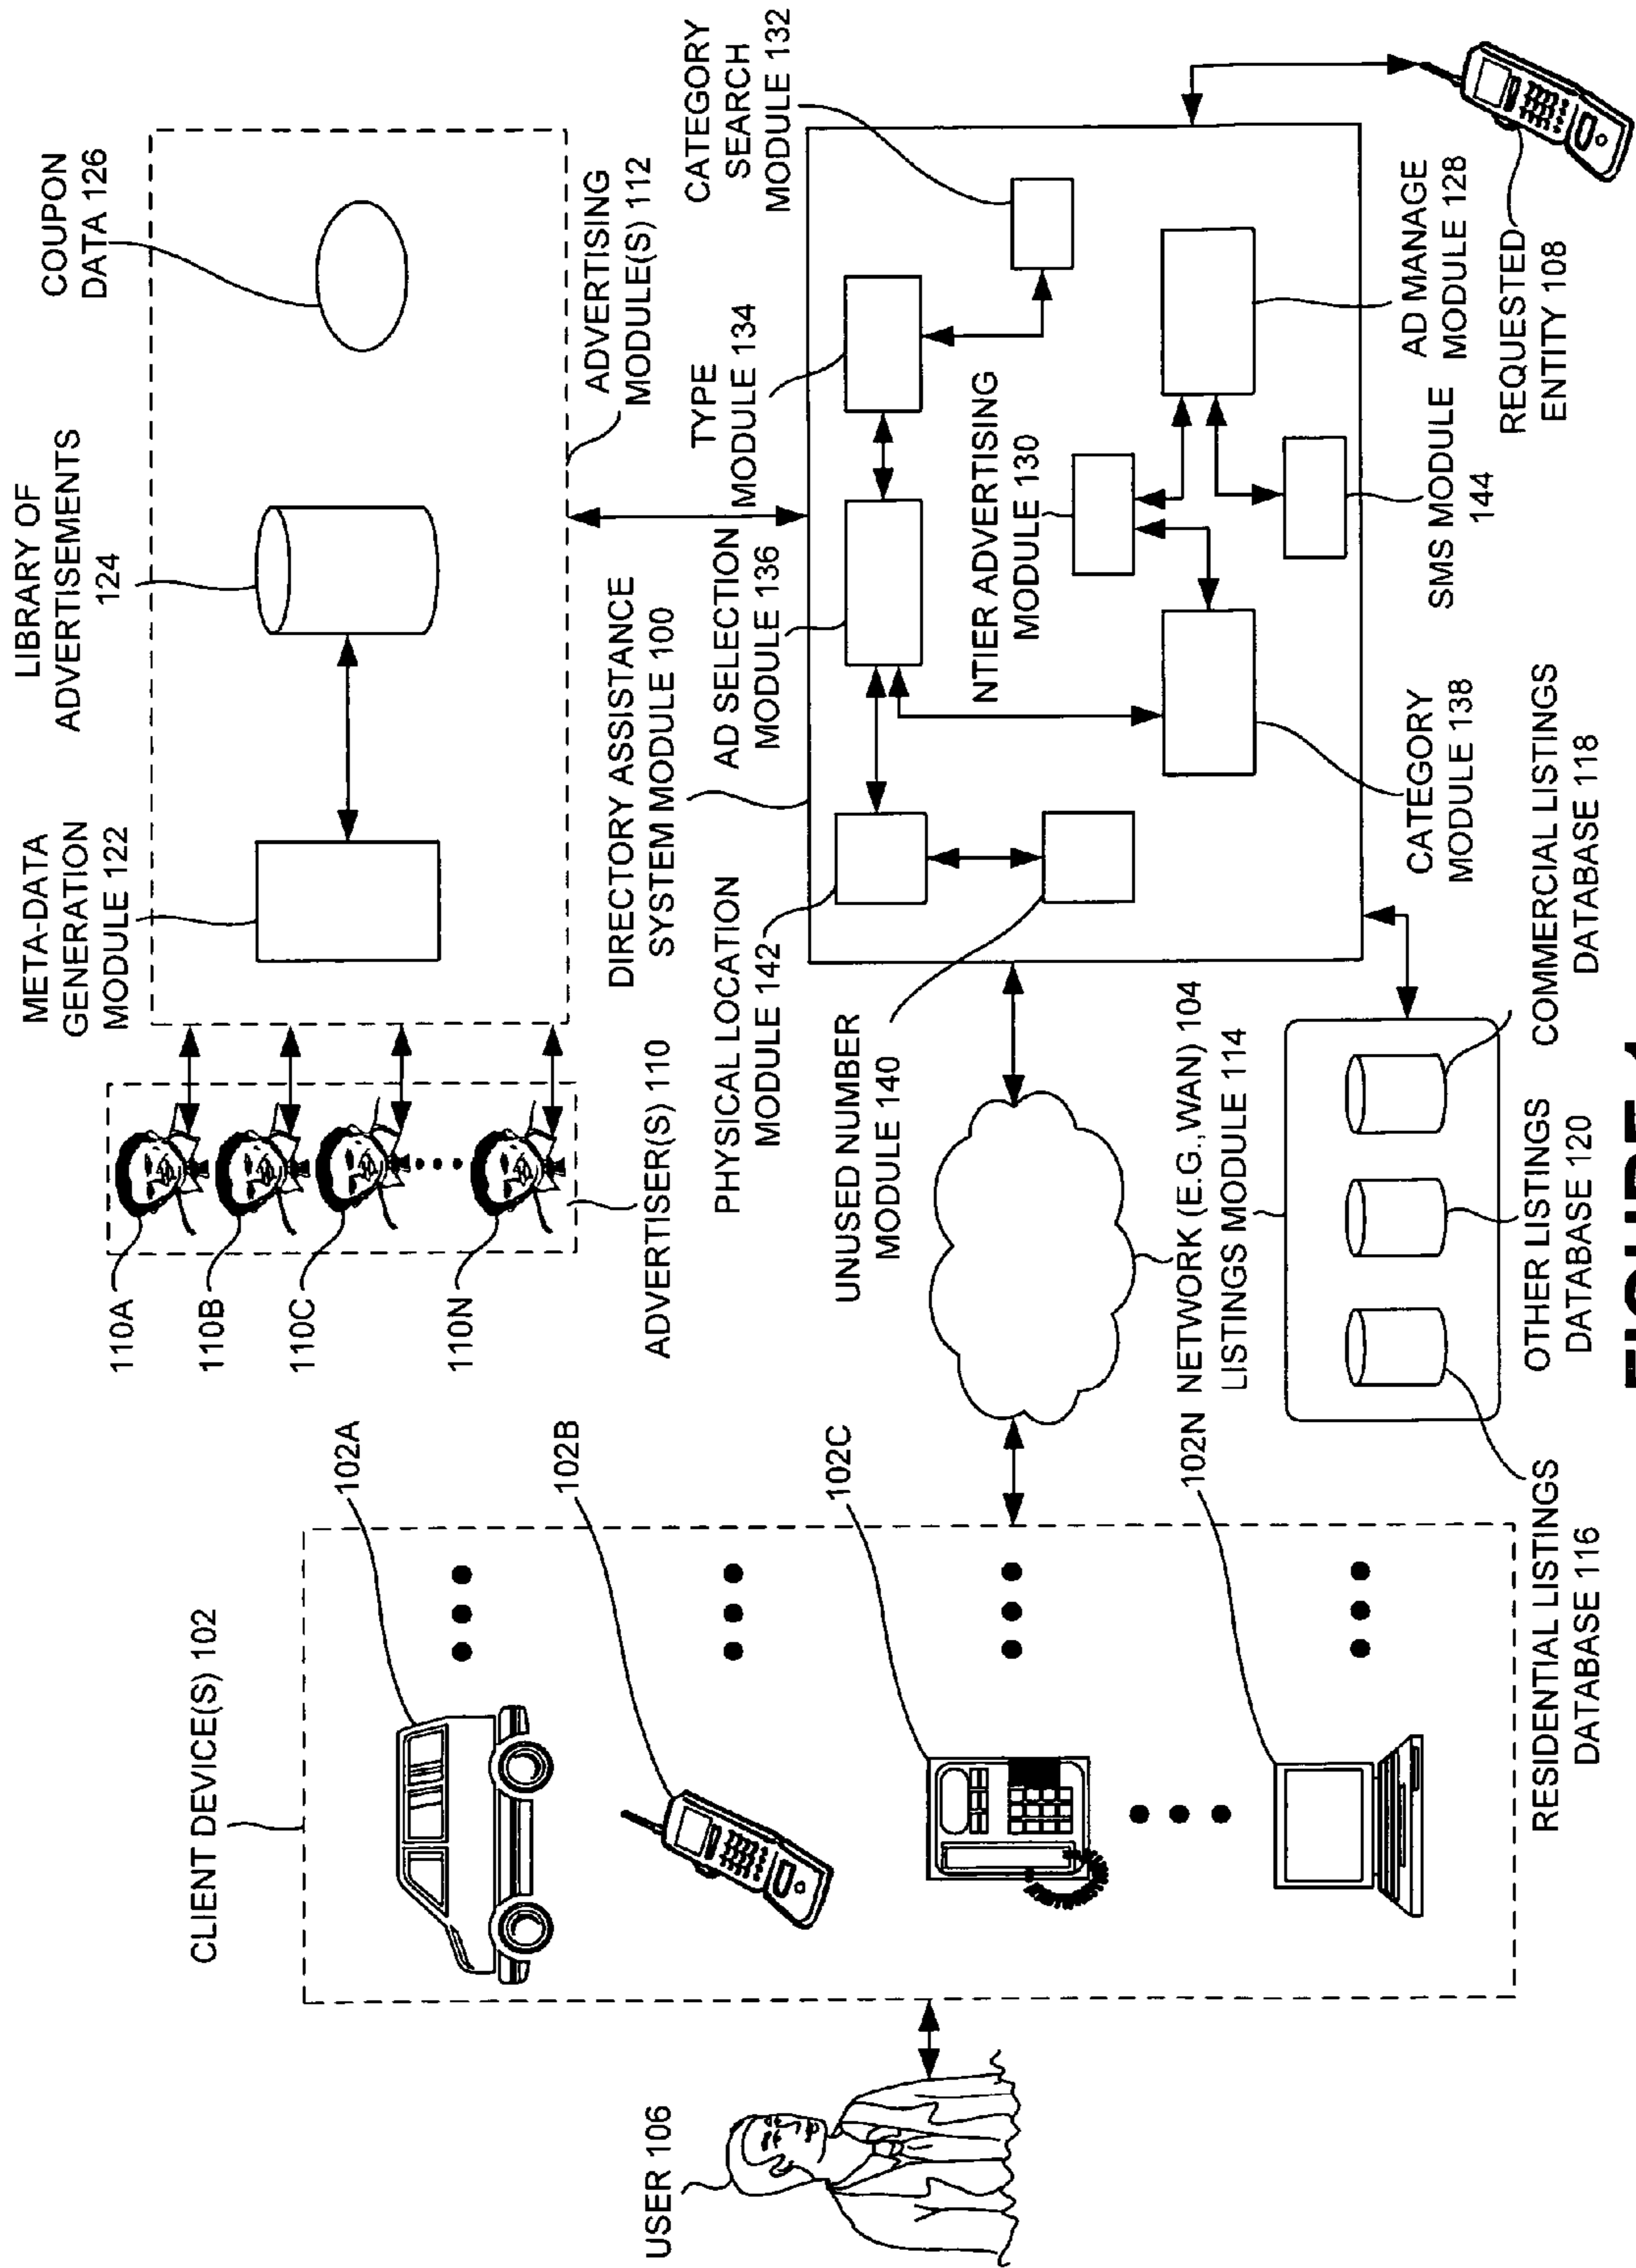 USER 106
CLIENT DEVICE(S) 102
102A
102B
102C
102N
110A
110B
110C
110N
ADVERTISER(S) 110
META-DATA
GENERATION
MODULE 122
LIBRARY OF
ADVERTISEMENTS
124
COUPON
DATA 126
ADVERTISING
MODULE(S) 112
DIRECTORY ASSISTANCE
SYSTEM MODULE 100
PHYSICAL LOCATION
MODULE 142
AD SELECTION
MODULE 136
TYPE
MODULE 134
CATEGORY
SEARCH
MODULE 132
UNUSED NUMBER
MODULE 140
NTIER ADVERTISING
MODULE 130
NETWORK (E.G.,WAN) 104
LISTINGS MODULE 114
CATEGORY
MODULE 138
SMS MODULE
144
AD MANAGE
MODULE 128
REQUESTED
ENTITY 108
RESIDENTIAL LISTINGS
DATABASE 116
OTHER LISTINGS
DATABASE 120
COMMERCIAL LISTINGS
DATABASE 118